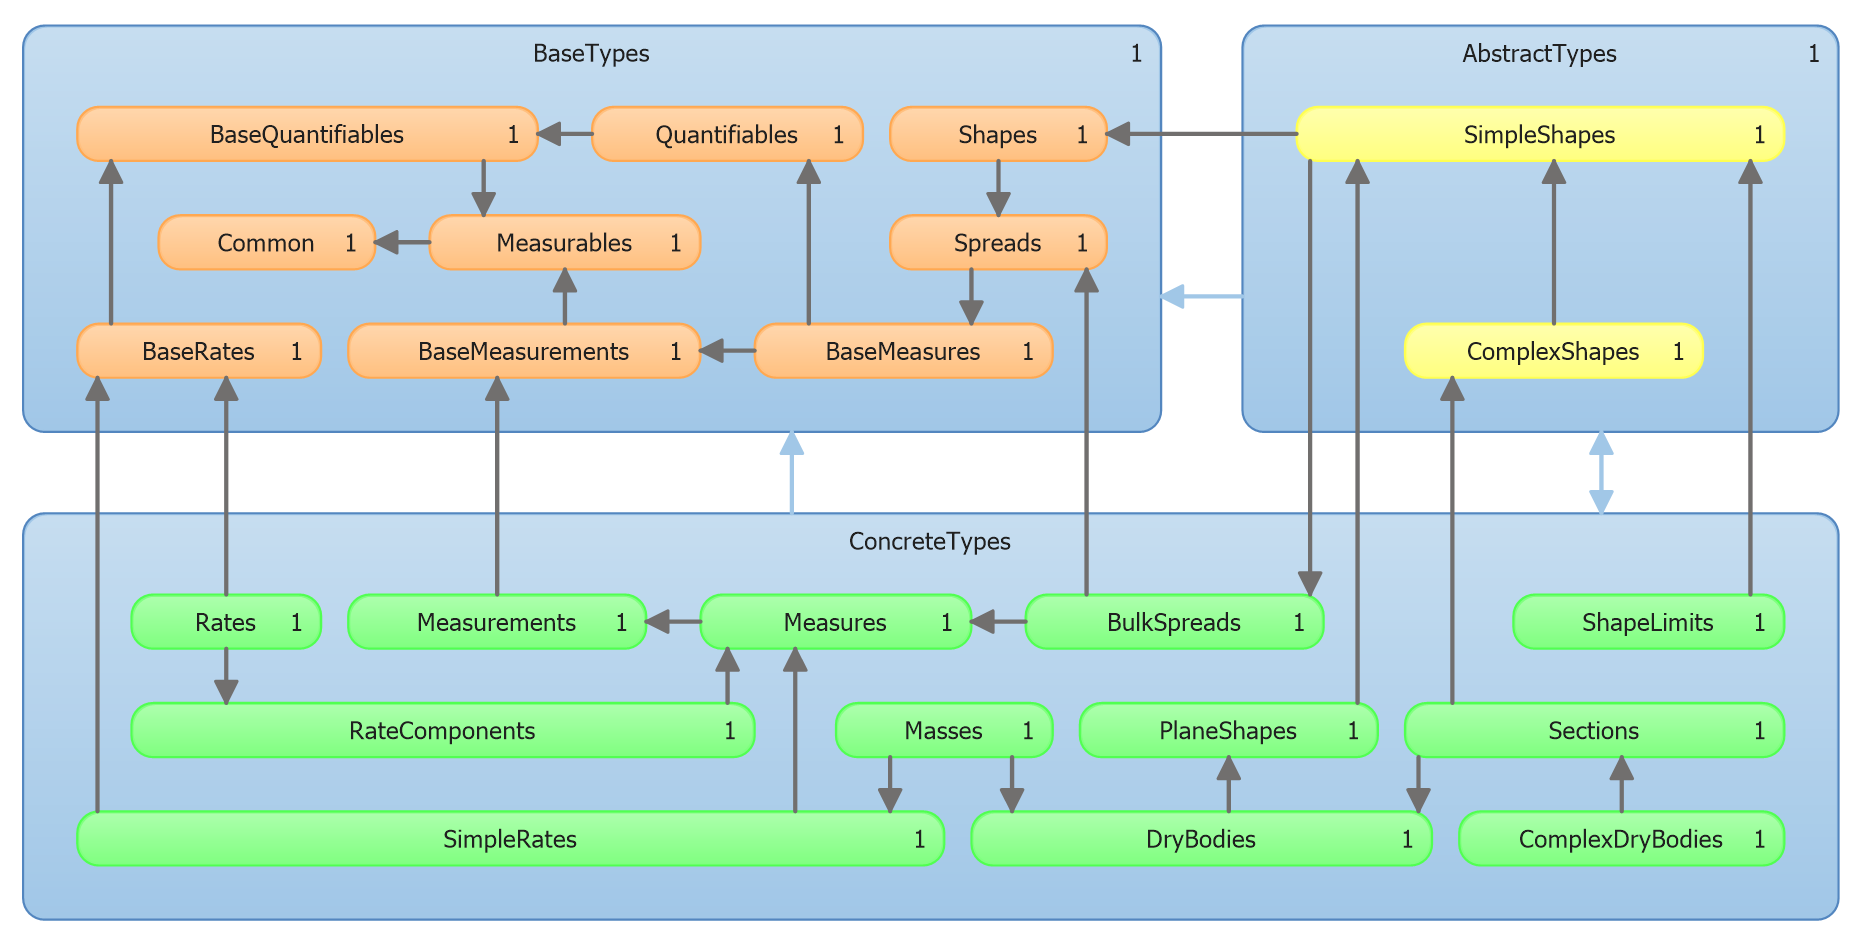 BaseTypes 1
AbstractTypes 1
BaseQuantifiables 1
Quantifiables 1
Shapes 1
SimpleShapes 1
Common 1
Measurables 1
Spreads 1
BaseRates 1
BaseMeasurements 1
BaseMeasures 1
ComplexShapes 1
ConcreteTypes
Rates 1
Measurements 1
Measures 1
BulkSpreads 1
ShapeLimits 1
RateComponents 1
Masses 1
PlaneShapes 1
Sections 1
SimpleRates 1
DryBodies 1
ComplexDryBodies 1